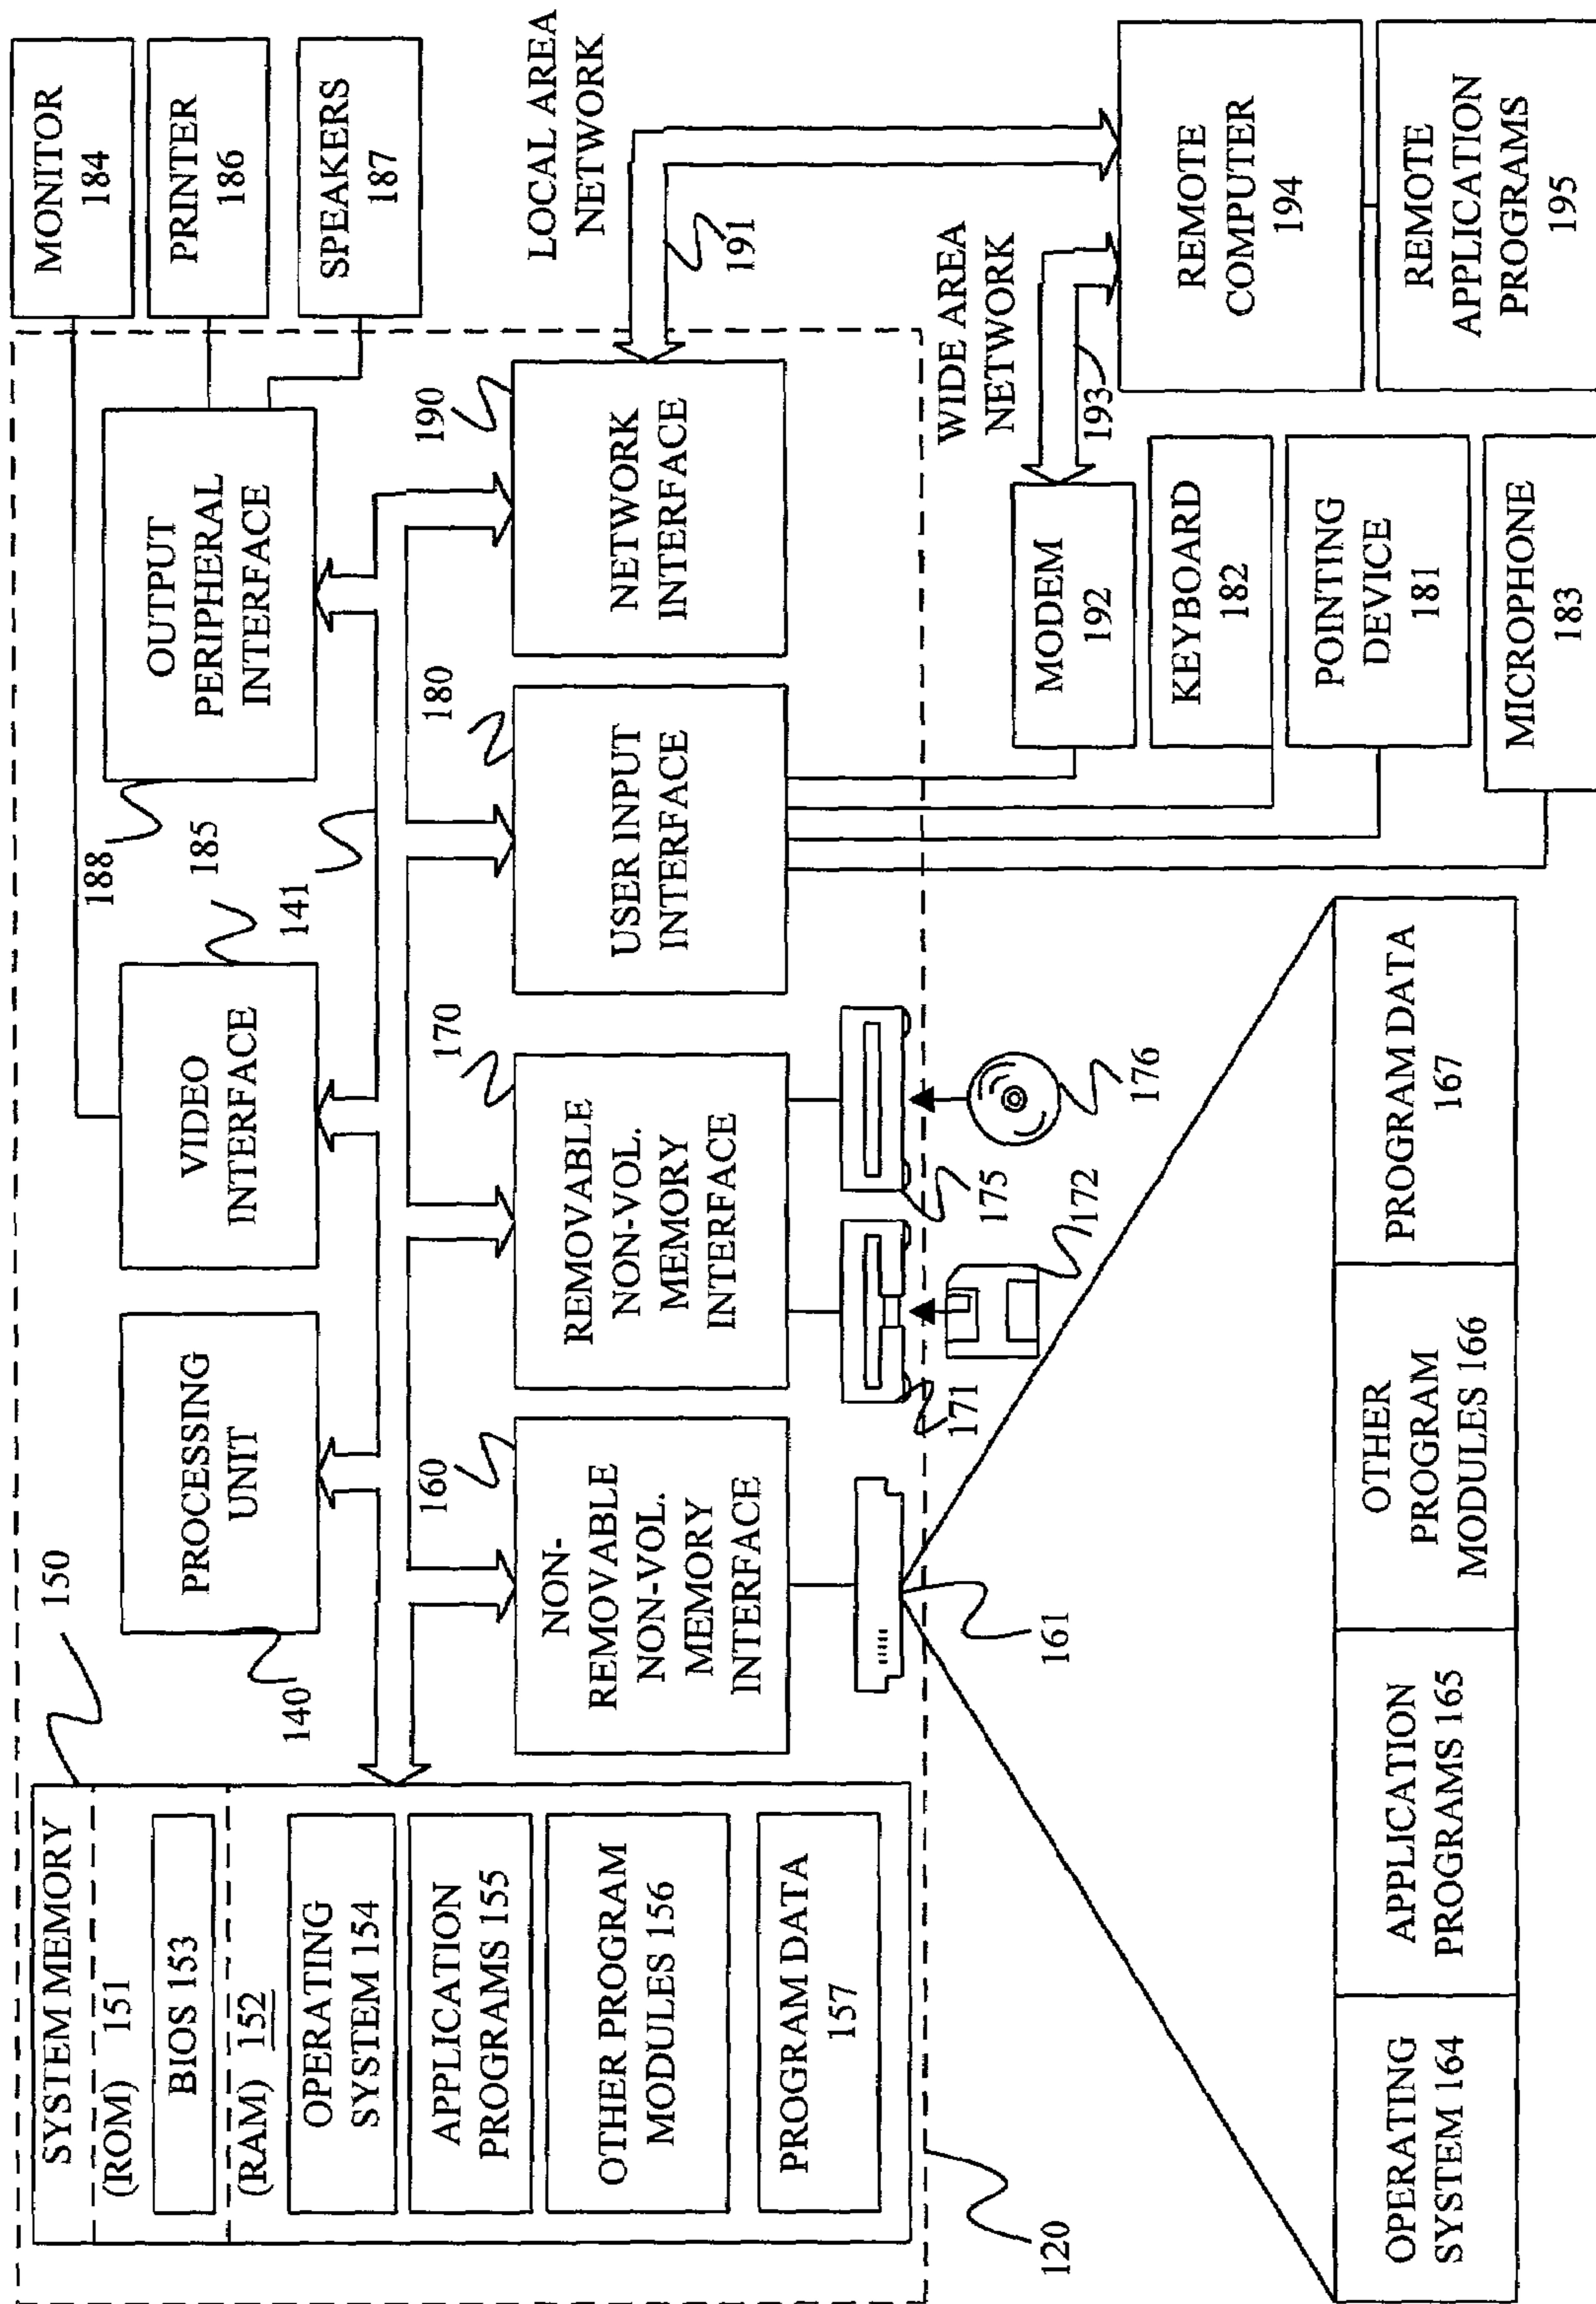 SYSTEM MEMORY
(ROM) 151
BIOS 153
(RAM) 152
OPERATING
SYSTEM 154
APPLICATION
PROGRAMS 155
OTHER PROGRAM
MODULES 156
PROGRAM DATA
157
150
PROCESSING
UNIT
140
VIDEO
INTERFACE
185
188
141
OUTPUT
PERIPHERAL
INTERFACE
MONITOR
184
PRINTER
186
SPEAKERS
187
160
NON-
REMOVABLE
NON-VOL.
MEMORY
INTERFACE
170
REMOVABLE
NON-VOL.
MEMORY
INTERFACE
180
USER INPUT
INTERFACE
190
NETWORK
INTERFACE
LOCAL AREA
NETWORK
191
120
161
171
172
175
176
WIDE AREA
NETWORK
193
MODEM
192
KEYBOARD
182
POINTING
DEVICE
181
MICROPHONE
183
REMOTE
COMPUTER
194
REMOTE
APPLICATION
PROGRAMS
195
OPERATING
SYSTEM 164
APPLICATION
PROGRAMS 165
OTHER
PROGRAM
MODULES 166
PROGRAM DATA
167